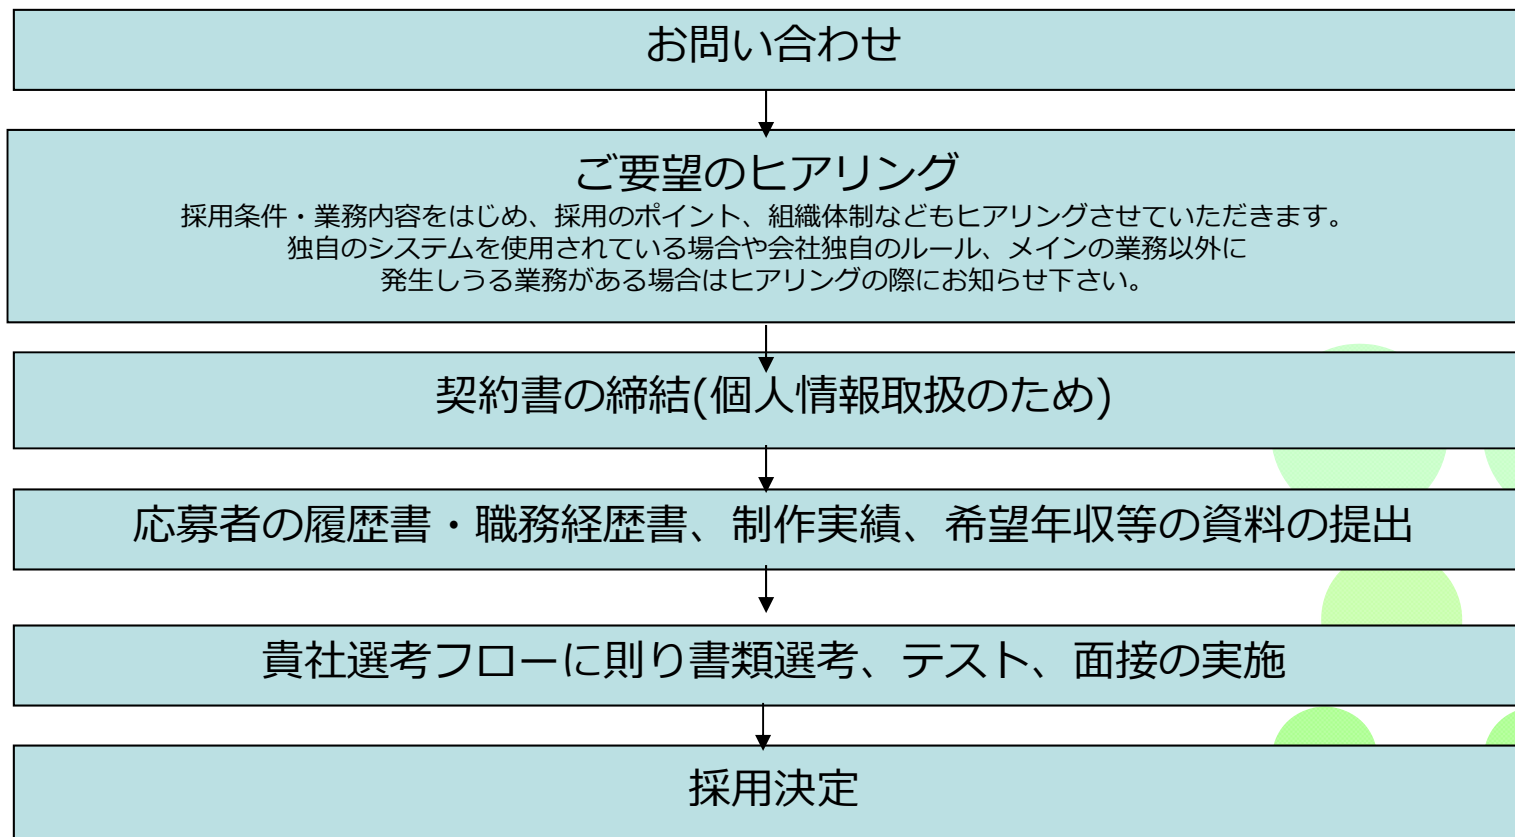 お問い合わせ
ご要望のヒアリング
採用条件・業務内容をはじめ、採用のポイント、組織体制などもヒアリングさせていただきます。
独自のシステムを使用されている場合や会社独自のルール、メインの業務以外に
発生しうる業務がある場合はヒアリングの際にお知らせ下さい。
契約書の締結(個人情報取扱のため)
応募者の履歴書・職務経歴書、制作実績、希望年収等の資料の提出
貴社選考フローに則り書類選考、テスト、面接の実施
採用決定